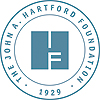 THE JOHN A. HARTFORD FOUNDATION
HF
• 1929 •